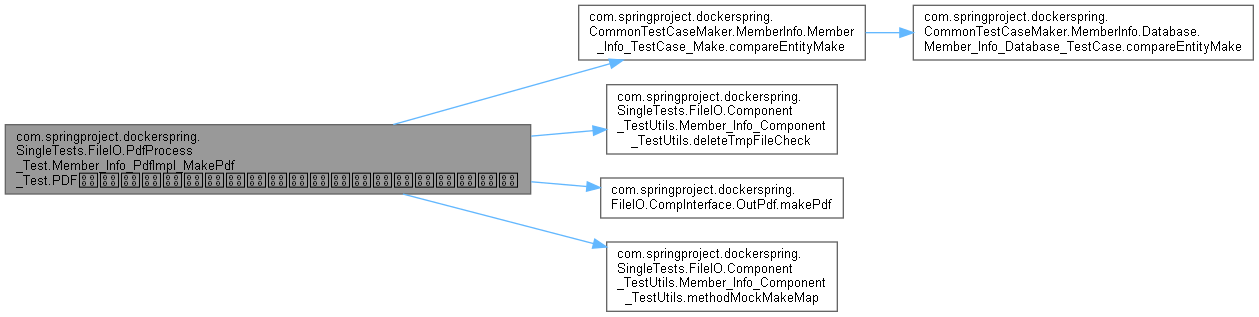 com.springproject.dockerspring.
CommonTestCaseMaker.MemberInfo.Member
_Info_TestCase_Make.compareEntityMake
com.springproject.dockerspring.
CommonTestCaseMaker.MemberInfo.Database.
Member_Info_Database_TestCase.compareEntityMake
com.springproject.dockerspring.
SingleTests.FileIO.Component
_TestUtils.Member_Info_Component
_TestUtils.deleteTmpFileCheck
com.springproject.dockerspring.
SingleTests.FileIO.PdfProcess
_Test.Member_Info_PdfImpl_MakePdf
_Test.PDF
com.springproject.dockerspring.
FileIO.CompInterface.OutPdf.makePdf
com.springproject.dockerspring.
SingleTests.FileIO.Component
_TestUtils.Member_Info_Component
_TestUtils.methodMockMakeMap